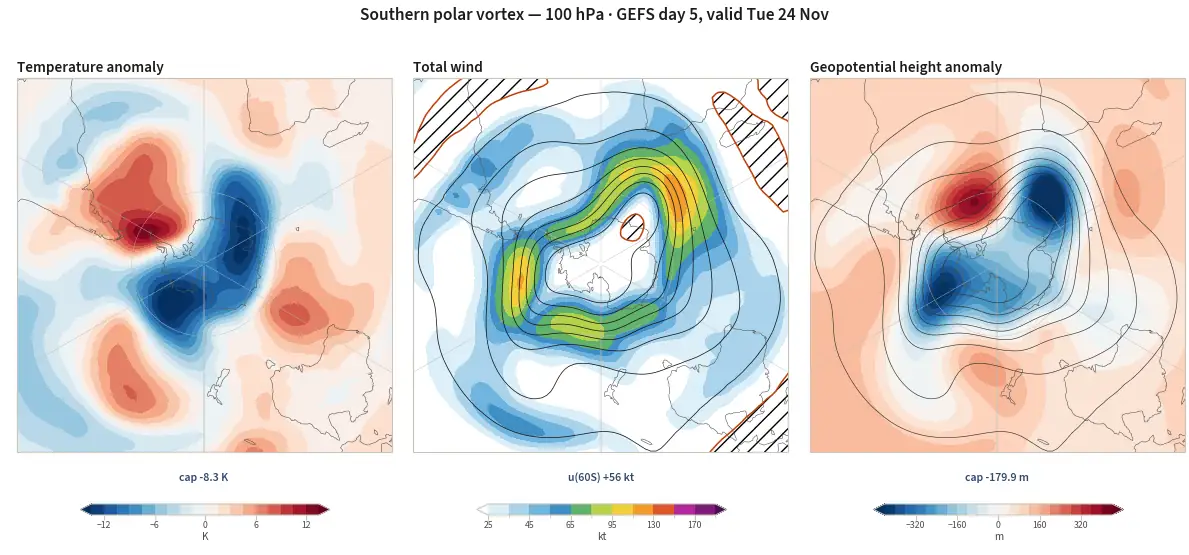 Southern polar vortex — 100 hPa · GEFS day 5, valid Tue 24 Nov
Temperature anomaly
Total wind
Geopotential height anomaly
cap -8.3 K
u(60S) +56 kt
cap -179.9 m
−12 −6 0 6 12
K
25 45 65 95 130 170
kt
−320 −160 0 160 320
m